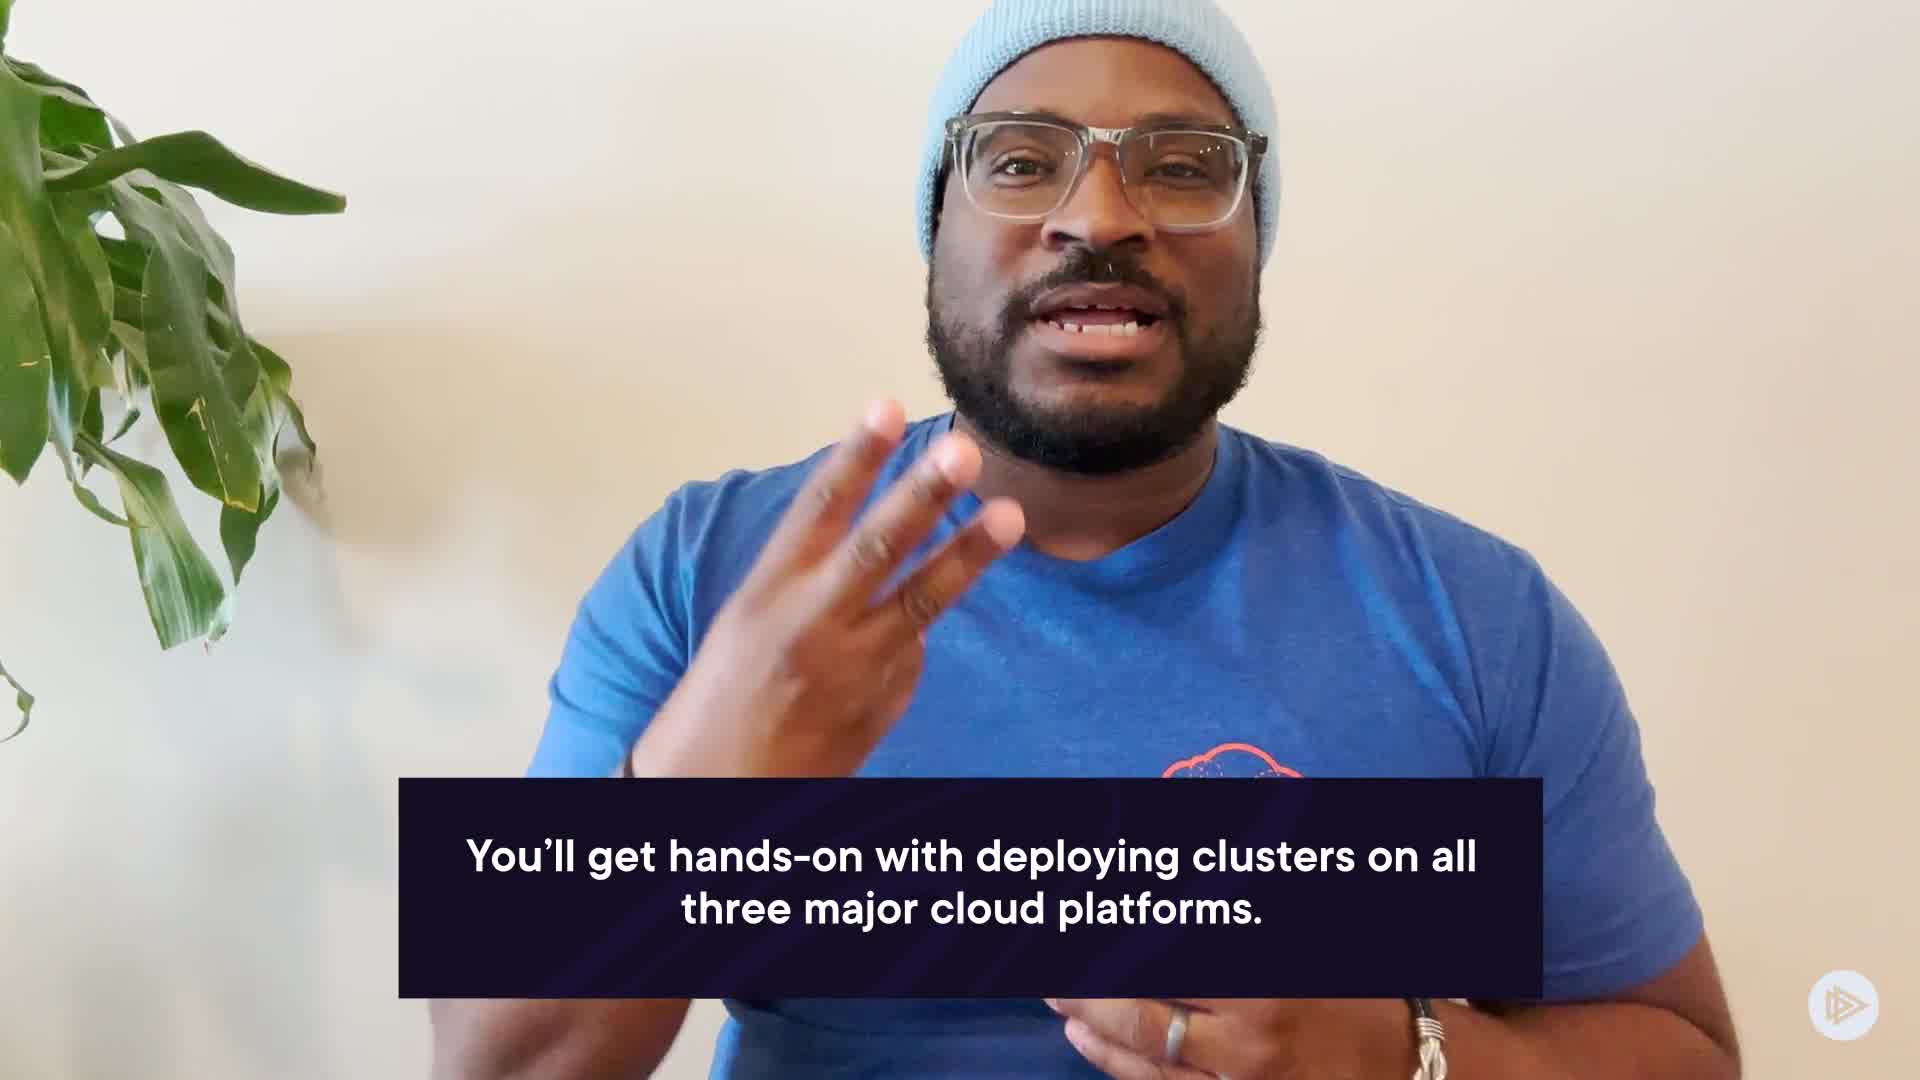 You’ll get hands-on with deploying clusters on all
three major cloud platforms.